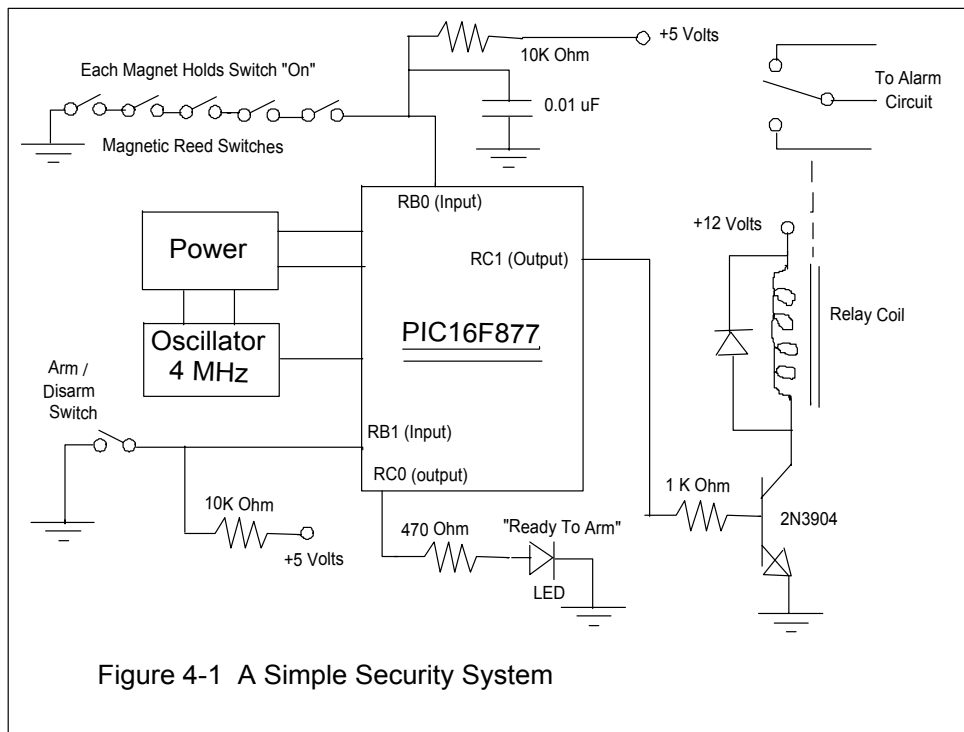 +5 Volts
10K Ohm
Each Magnet Holds Switch "On"
To Alarm
Circuit
0.01 uF
Magnetic Reed Switches
RB0 (Input)
+12 Volts
Power
RC1 (Output)
Relay Coil
PIC16F877
Oscillator
4 MHz
Arm /
Disarm
Switch
RB1 (Input)
RC0 (output)
1 K Ohm
10K Ohm
2N3904
470 Ohm
"Ready To Arm"
+5 Volts
LED
Figure 4-1 A Simple Security System